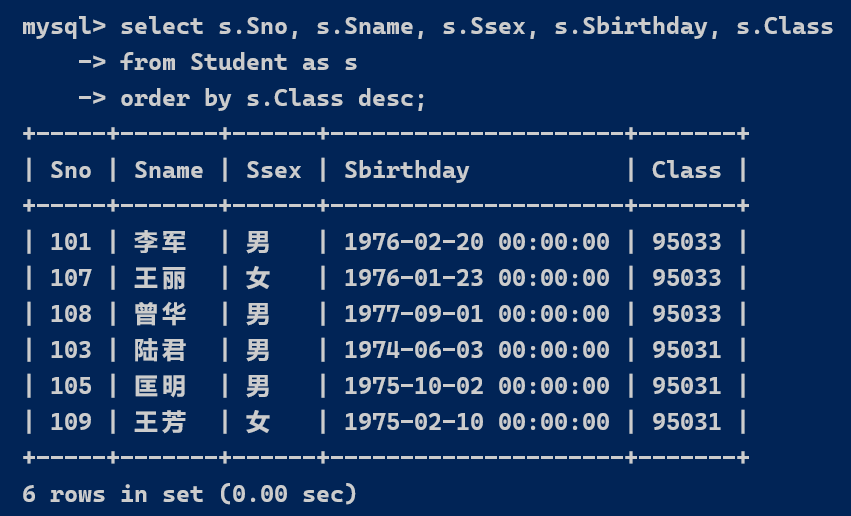 mysql> select s.Sno, s.Sname, s.Ssex, s.Sbirthday, s.Class
    -> from Student as s
    -> order by s.Class desc;
+-----+-------+------+---------------------+-------+
| Sno | Sname | Ssex | Sbirthday           | Class |
+-----+-------+------+---------------------+-------+
| 101 | 李军  | 男   | 1976-02-20 00:00:00 | 95033 |
| 107 | 王丽  | 女   | 1976-01-23 00:00:00 | 95033 |
| 108 | 曾华  | 男   | 1977-09-01 00:00:00 | 95033 |
| 103 | 陆君  | 男   | 1974-06-03 00:00:00 | 95031 |
| 105 | 匡明  | 男   | 1975-10-02 00:00:00 | 95031 |
| 109 | 王芳  | 女   | 1975-02-10 00:00:00 | 95031 |
+-----+-------+------+---------------------+-------+
6 rows in set (0.00 sec)